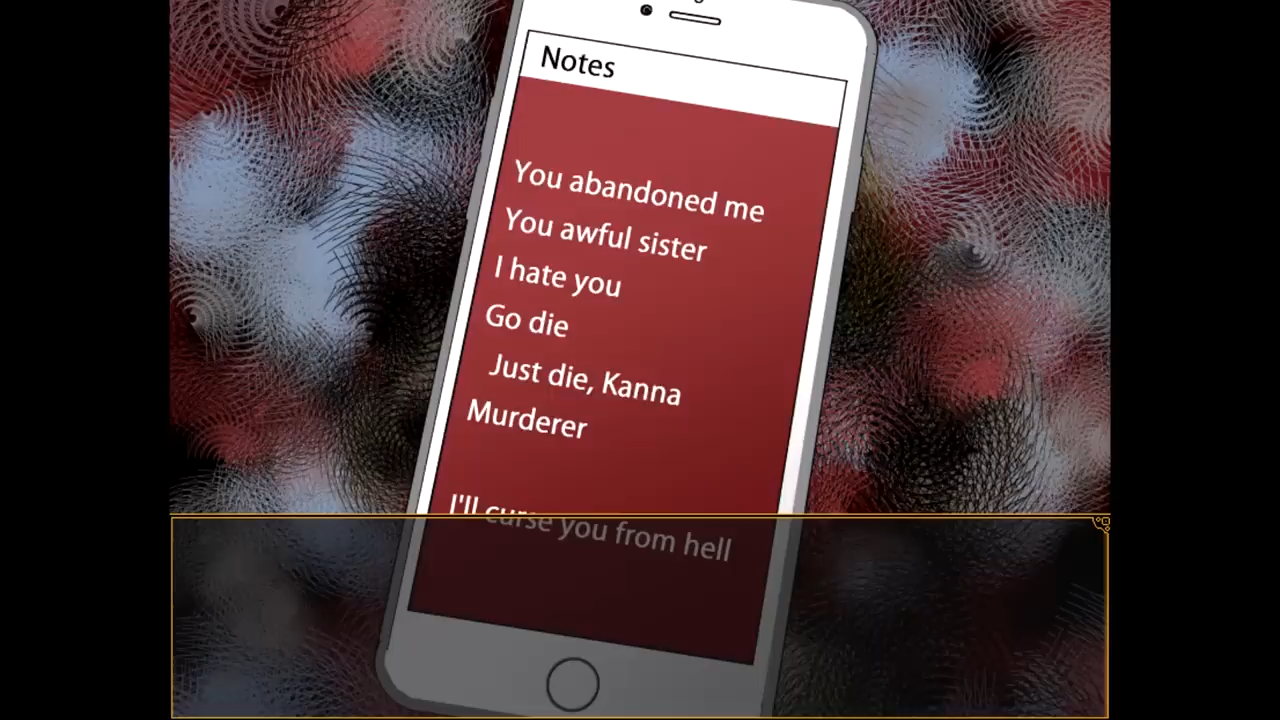 Notes
You abandoned me
You awful sister
I hate you
Go die
Just die, Kanna
Murderer
I'll curse you from hell